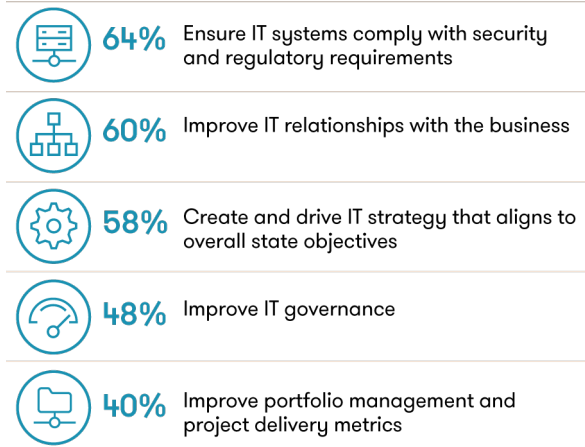 64% Ensure IT systems comply with security
and regulatory requirements
60% Improve IT relationships with the business
58% Create and drive IT strategy that aligns to
overall state objectives
48% Improve IT governance
40% Improve portfolio management and
project delivery metrics